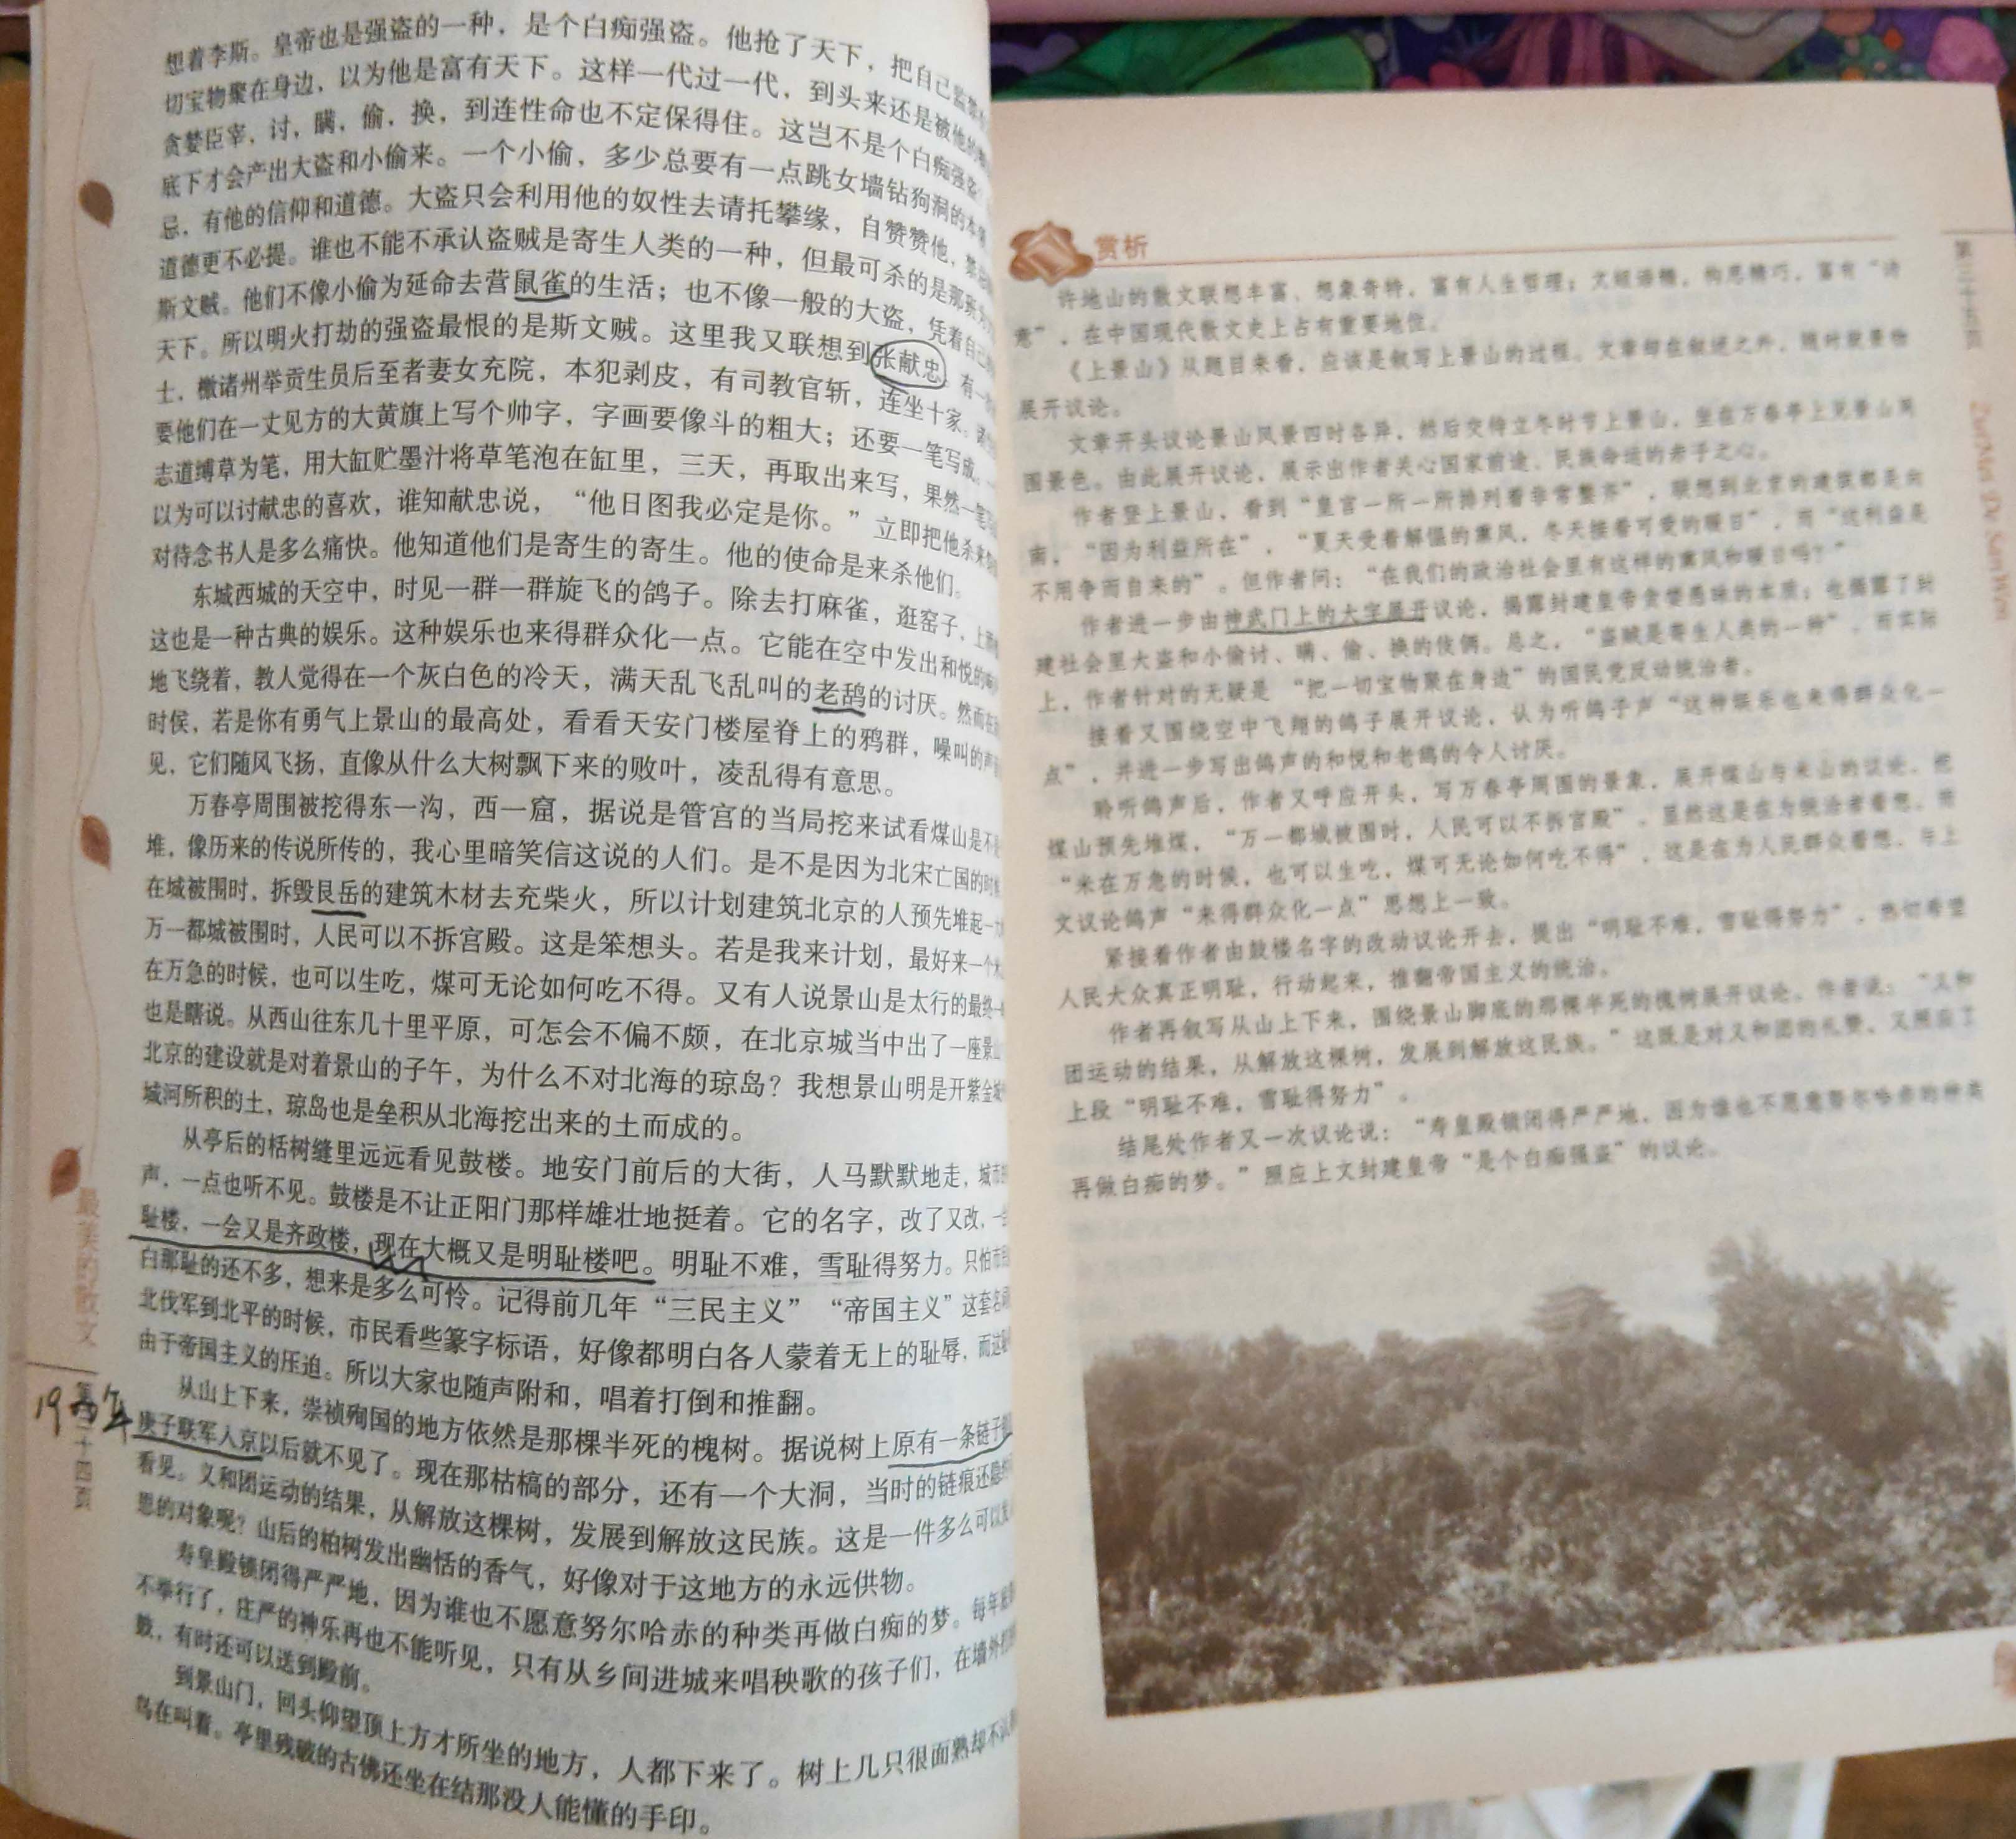 想着李斯。皇帝也是强盗的一种，是个白痴强盗。他抢了天下，把自己监禁
切宝物聚在身边，以为他是富有天下。这样一代过一代，到头来还是被他的
贪婪臣宰，讨，瞒，偷，换，到连性命也不定保得住。这岂不是个白痴强盗
底下才会产出大盗和小偷来。一个小偷，多少总要有一点跳女墙钻狗洞的本
忌，有他的信仰和道德。大盗只会利用他的奴性去请托攀缘，自赞赞他，禁
道德更不必提。谁也不能不承认盗贼是寄生人类的一种，但最可杀的是那班
斯文贼。他们不像小偷为延命去营鼠雀的生活；也不像一般的大盗，凭着自己
天下。所以明火打劫的强盗最恨的是斯文贼。这里我又联想到张献忠。有一
士，檄诸州举贡生员后至者妻女充院，本犯剥皮，有司教官斩，连坐十家。诸
要他们在一丈见方的大黄旗上写个帅字，字画要像斗的粗大；还要一笔写成。
志道缚草为笔，用大缸贮墨汁将草笔泡在缸里，三天，再取出来写，果然一笔写
以为可以讨献忠的喜欢，谁知献忠说，“他日图我必定是你。”立即把他杀来
对待念书人是多么痛快。他知道他们是寄生的寄生。他的使命是来杀他们。
东城西城的天空中，时见一群一群旋飞的鸽子。除去打麻雀，逛窑子，上
这也是一种古典的娱乐。这种娱乐也来得群众化一点。它能在空中发出和悦的
地飞绕着，教人觉得在一个灰白色的冷天，满天乱飞乱叫的老鸹的讨厌。然而在
时侯，若是你有勇气上景山的最高处，看看天安门楼屋脊上的鸦群，噪叫的声
见，它们随风飞扬，直像从什么大树飘下来的败叶，凌乱得有意思。
万春亭周围被挖得东一沟，西一窟，据说是管宫的当局挖来试看煤山是不
堆，像历来的传说所传的，我心里暗笑信这说的人们。是不是因为北宋亡国的时
在城被围时，拆毁艮岳的建筑木材去充柴火，所以计划建筑北京的人预先堆起一
万一都城被围时，人民可以不拆宫殿。这是笨想头。若是我来计划，最好来一个
在万急的时候，也可以生吃，煤可无论如何吃不得。又有人说景山是太行的最终一
也是瞎说。从西山往东几十里平原，可怎会不偏不颇，在北京城当中出了一座景山
北京的建设就是对着景山的子午，为什么不对北海的琼岛？我想景山明是开紫金城
城河所积的土，琼岛也是垒积从北海挖出来的土而成的。
从亭后的栝树缝里远远看见鼓楼。地安门前后的大街，人马默默地走，城市
声，一点也听不见。鼓楼是不让正阳门那样雄壮地挺着。它的名字，改了又改，一
耻楼，一会又是齐政楼，现在大概又是明耻楼吧。明耻不难，雪耻得努力。只怕市
白那耻的还不多，想来是多么可怜。记得前几年“三民主义”“帝国主义”这套名
北伐军到北平的时候，市民看些篆字标语，好像都明白各人蒙着无上的耻辱，而这
由于帝国主义的压迫。所以大家也随声附和，唱着打倒和推翻。
从山上下来，崇祯殉国的地方依然是那棵半死的槐树。据说树上原有一条链子
庚子联军入京以后就不见了。现在那枯槁的部分，还有一个大洞，当时的链痕还隐
看见。义和团运动的结果，从解放这棵树，发展到解放这民族。这是一件多么可以
思的对象呢？山后的柏树发出幽恬的香气，好像对于这地方的永远供物。
寿皇殿锁闭得严严地，因为谁也不愿意努尔哈赤的种类再做白痴的梦。每年
不举行了，庄严的神乐再也不能听见，只有从乡间进城来唱秧歌的孩子们，在墙外
鼓，有时还可以送到殿前。
到景山门，回头仰望顶上方才所坐的地方，人都下来了。树上几只很面熟却不
鸟在叫着。亭里残破的古佛还坐在结那没人能懂的手印。
最美的散文
第三十四页
赏析
许地山的散文联想丰富、想象奇特，富有人生哲理；文短语精，构思精巧，富有“诗
意”，在中国现代散文史上占有重要地位。
《上景山》从题目来看，应该是叙写上景山的过程，文章却在叙述之外，随时就景物
展开议论。
文章开头议论景山风景四时各异，然后交待立冬时节上景山，坐在万春亭上见景山周
围景色。由此展开议论，展示出作者关心国家前途、民族命运的赤子之心。
作者登上景山，看到“皇宫一所一所排列着非常整齐”，联想到北京的建筑都是向
南，“因为利益所在”，“夏天受着解愠的薰风，冬天接着可爱的暖日”，而“这利益是
不用争而自来的”。但作者问：“在我们的政治社会里有这样的薰风和暖日吗？”
作者进一步由神武门上的大字展开议论，揭露封建皇帝贪婪愚昧的本质；也揭露了封
建社会里大盗和小偷讨、瞒、偷、换的伎俩。总之，“盗贼是寄生人类的一种”，而实际
上，作者针对的无疑是 “把一切宝物聚在身边”的国民党反动统治者。
接着又围绕空中飞翔的鸽子展开议论，认为听鸽子声“这种娱乐也来得群众化一
点”，并进一步写出鸽声的和悦和老鸹的令人讨厌。
聆听鸽声后，作者又呼应开头，写万春亭周围的景象，展开煤山与米山的议论，把
煤山预先堆煤，“万一都城被围时，人民可以不拆宫殿”，显然这是在为统治者着想。而
“米在万急的时候，也可以生吃，煤可无论如何吃不得”，这是在为人民群众着想，与上
文议论鸽声“来得群众化一点”思想上一致。
紧接着作者由鼓楼名字的改动议论开去，提出“明耻不难，雪耻得努力”，热切希望
人民大众真正明耻，行动起来，推翻帝国主义的统治。
作者再叙写从山上下来，围绕景山脚底的那棵半死的槐树展开议论。作者说：“义和
团运动的结果，从解放这棵树，发展到解放这民族。”这既是对义和团的礼赞，又照应了
上段“明耻不难，雪耻得努力”。
结尾处作者又一次议论说：“寿皇殿锁闭得严严地，因为谁也不愿意努尔哈赤的种类
再做白痴的梦。”照应上文封建皇帝“是个白痴强盗”的议论。
第三十五页
ZuiMei De SanWen